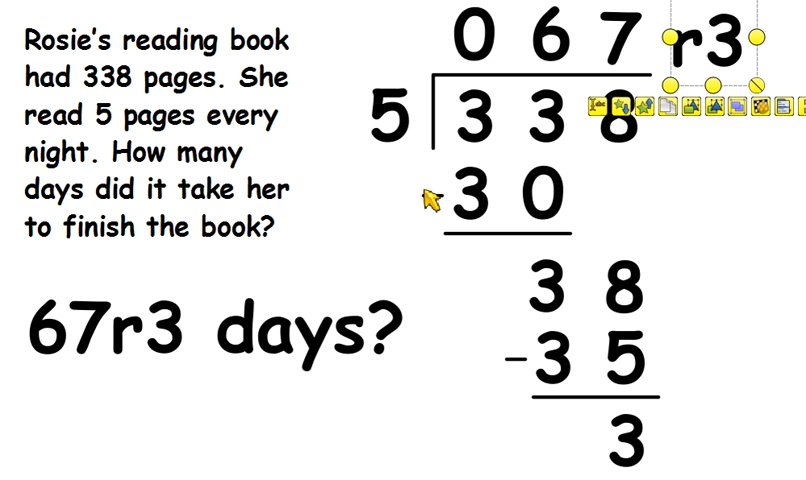 Rosie's reading book
had 338 pages. She
read 5 pages every
night. How many
days did it take her
to finish the book?
67r3 days?
0 6 7 r3
5 3 3 8
-3 0
3 8
-3 5
3